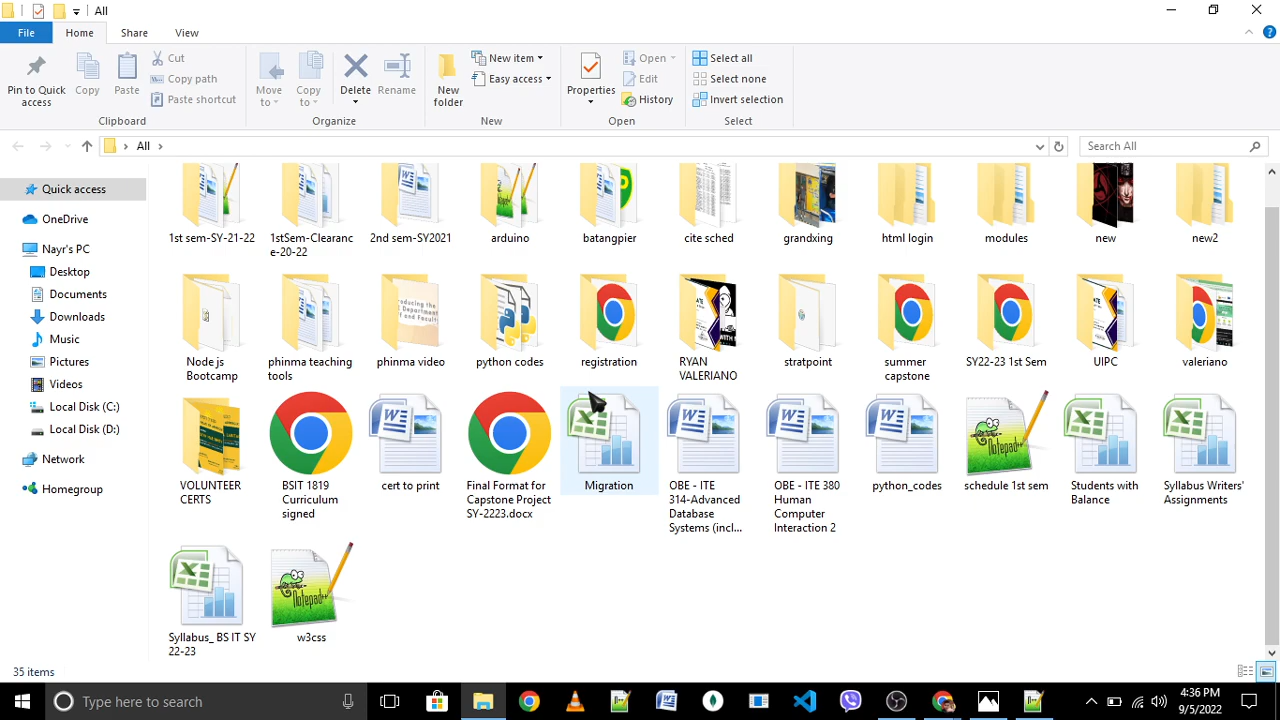 All
File Home Share View
Pin to Quick access
Copy
Paste
Cut
Copy path
Paste shortcut
Clipboard
Move to
Copy to
Delete
Rename
Organize
New folder
New item
Easy access
New
Properties
Open
Edit
History
Open
Select all
Select none
Invert selection
Select
All
Search All
Quick access
OneDrive
Nayr's PC
Desktop
Documents
Downloads
Music
Pictures
Videos
Local Disk (C:)
Local Disk (D:)
Network
Homegroup
1st sem-SY-21-22
1stSem-Clearance-20-22
2nd sem-SY2021
arduino
batangpier
cite sched
grandxing
html login
modules
new
new2
Node js Bootcamp
phinma teaching tools
phinma video
python codes
registration
RYAN VALERIANO
stratpoint
summer capstone
SY22-23 1st Sem
UIPC
valeriano
VOLUNTEER CERTS
BSIT 1819 Curriculum signed
cert to print
Final Format for Capstone Project SY-2223.docx
Migration
OBE - ITE 314-Advanced Database Systems (incl...
OBE - ITE 380 Human Computer Interaction 2
python_codes
schedule 1st sem
Students with Balance
Syllabus Writers' Assignments
Syllabus_ BS IT SY 22-23
w3css
35 items
Type here to search
4:36 PM
9/5/2022